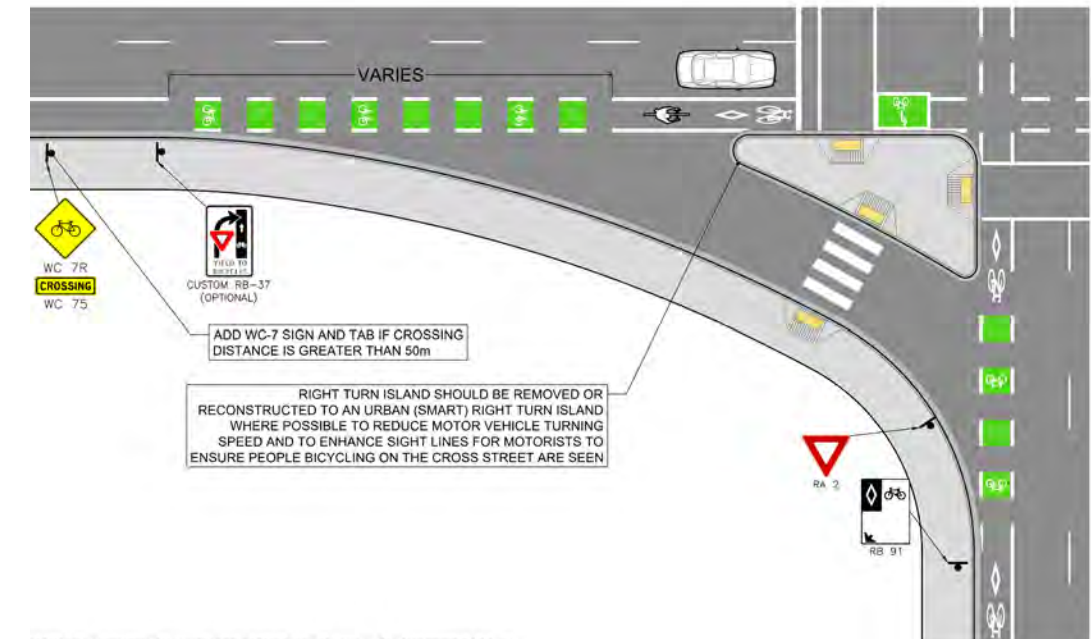 VARIES
WC 7R
CROSSING
WC 75
YIELD TO
BICYCLES
CUSTOM RB-37
(OPTIONAL)
ADD WC-7 SIGN AND TAB IF CROSSING
DISTANCE IS GREATER THAN 50m
RIGHT TURN ISLAND SHOULD BE REMOVED OR
RECONSTRUCTED TO AN URBAN (SMART) RIGHT TURN ISLAND
WHERE POSSIBLE TO REDUCE MOTOR VEHICLE TURNING
SPEED AND TO ENHANCE SIGHT LINES FOR MOTORISTS TO
ENSURE PEOPLE BICYCLING ON THE CROSS STREET ARE SEEN
RA 2
RB 91